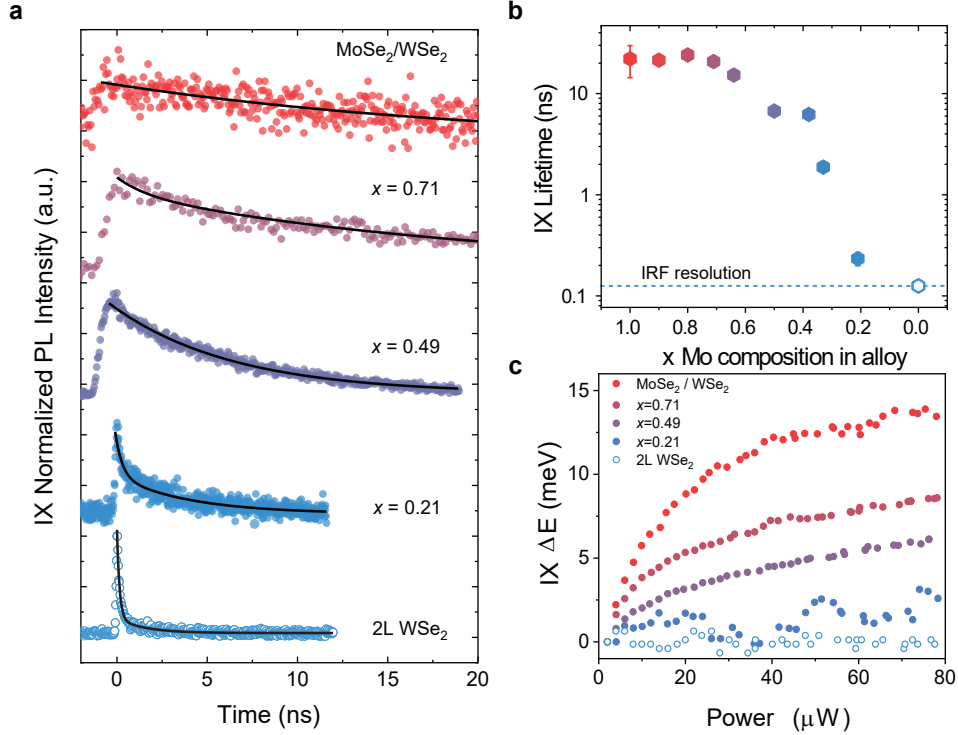 a
IX Normalized PL Intensity (a.u.)
MoSe₂/WSe₂
x = 0.71
x = 0.49
x = 0.21
2L WSe₂
0 5 10 15 20
Time (ns)
b
IX Lifetime (ns)
10
1
0.1
IRF resolution
1.0 0.8 0.6 0.4 0.2 0.0
x Mo composition in alloy
c
IX ΔE (meV)
15
10
5
0
MoSe₂ / WSe₂
x=0.71
x=0.49
x=0.21
2L WSe₂
0 20 40 60 80
Power (μW)